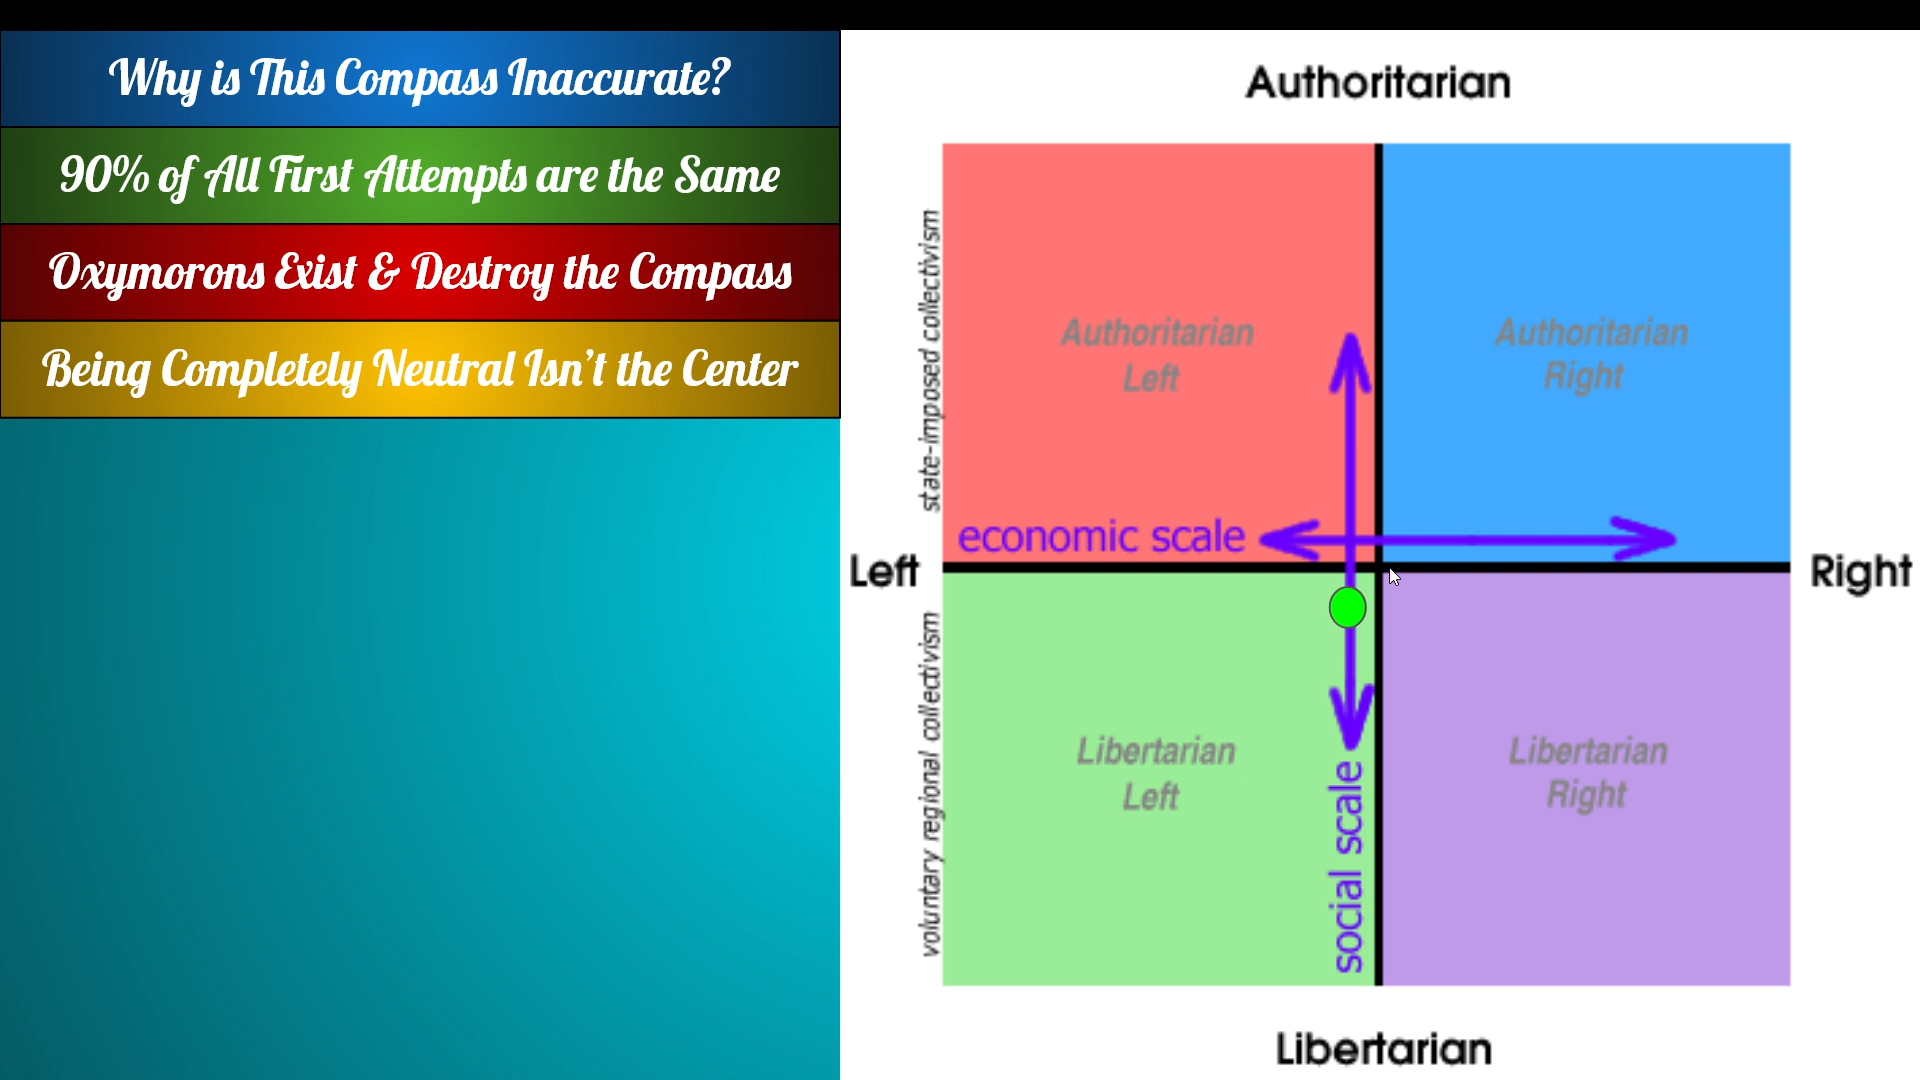 Why is This Compass Inaccurate?
90% of All First Attempts are the Same
Oxymorons Exist & Destroy the Compass
Being Completely Neutral Isn't the Center
Authoritarian
state-imposed collectivism
Authoritarian
Left
Authoritarian
Right
economic scale
Left
Right
voluntary regional collectivism
Libertarian
Left
Libertarian
Right
social scale
Libertarian